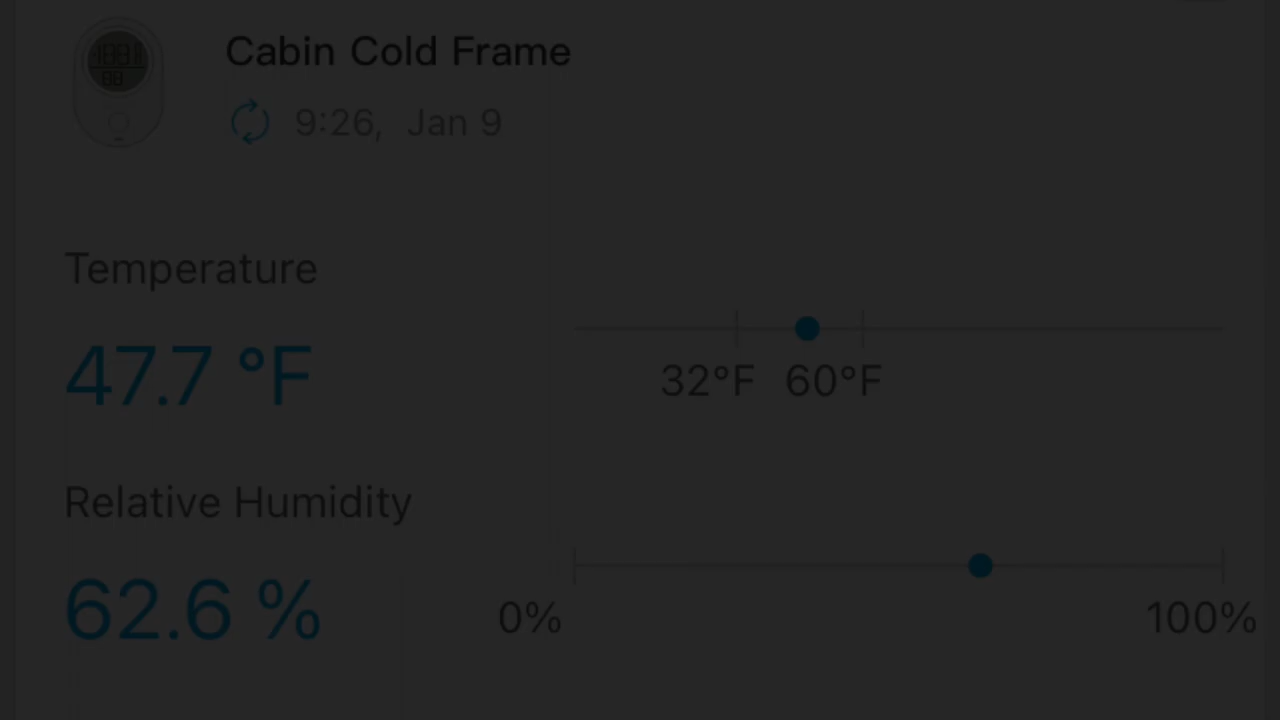 Cabin Cold Frame
9:26, Jan 9
Temperature
47.7 °F
32°F 60°F
Relative Humidity
62.6 %
0% 100%